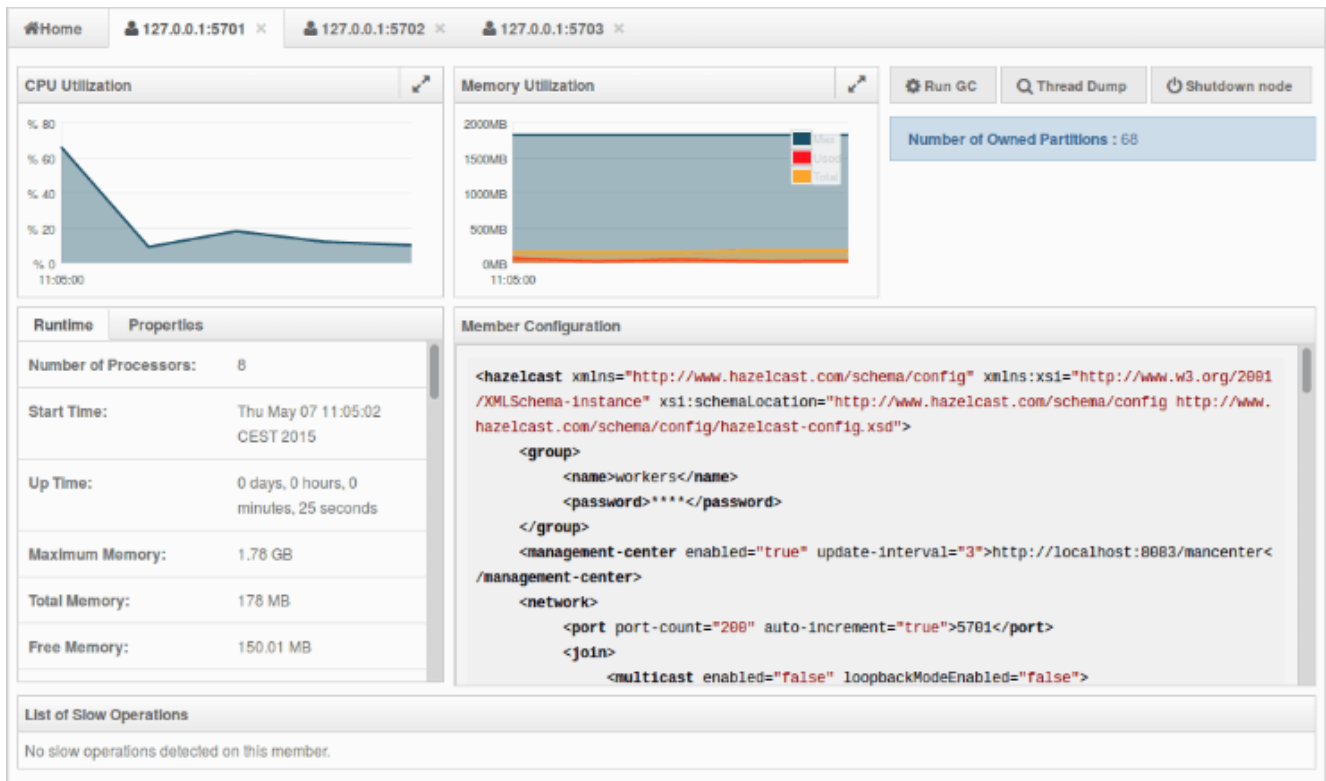 Home 127.0.0.1:5701 × 127.0.0.1:5702 × 127.0.0.1:5703 ×
CPU Utilization
% 80
% 60
% 40
% 20
% 0
11:05:00
Memory Utilization
2000MB
1500MB
1000MB
500MB
0MB
11:05:00
Max
Used
Total
Run GC Thread Dump Shutdown node
Number of Owned Partitions : 68
Runtime Properties
Number of Processors: 8
Start Time: Thu May 07 11:05:02
CEST 2015
Up Time: 0 days, 0 hours, 0
minutes, 25 seconds
Maximum Memory: 1.78 GB
Total Memory: 178 MB
Free Memory: 150.01 MB
Member Configuration
<hazelcast xmlns="http://www.hazelcast.com/schema/config" xmlns:xsi="http://www.w3.org/2001
/XMLSchema-instance" xsi:schemaLocation="http://www.hazelcast.com/schema/config http://www.
hazelcast.com/schema/config/hazelcast-config.xsd">
<group>
<name>workers</name>
<password>****</password>
</group>
<management-center enabled="true" update-interval="3">http://localhost:8083/mancenter<
/management-center>
<network>
<port port-count="200" auto-increment="true">5701</port>
<join>
<multicast enabled="false" loopbackModeEnabled="false">
List of Slow Operations
No slow operations detected on this member.